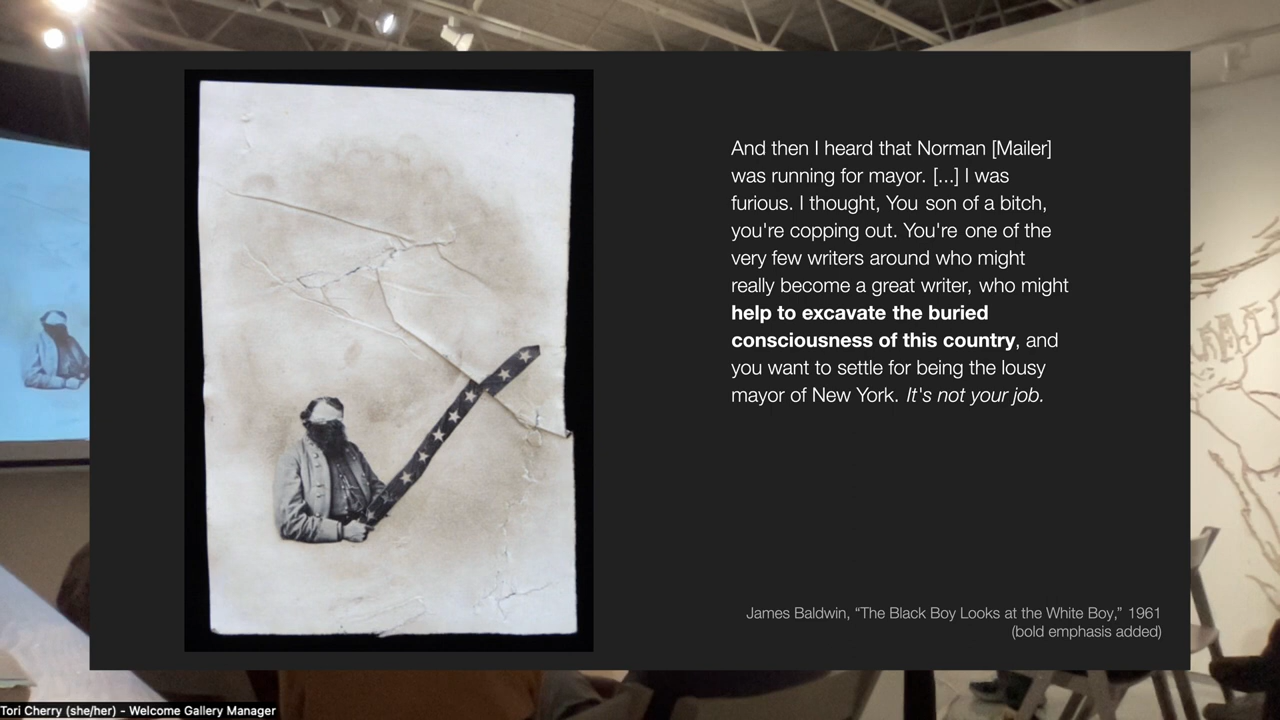 And then I heard that Norman [Mailer]
was running for mayor. [...] I was
furious. I thought, You son of a bitch,
you're copping out. You're one of the
very few writers around who might
really become a great writer, who might
help to excavate the buried
consciousness of this country, and
you want to settle for being the lousy
mayor of New York. It's not your job.
James Baldwin, “The Black Boy Looks at the White Boy,” 1961
(bold emphasis added)
Tori Cherry (she/her) - Welcome Gallery Manager